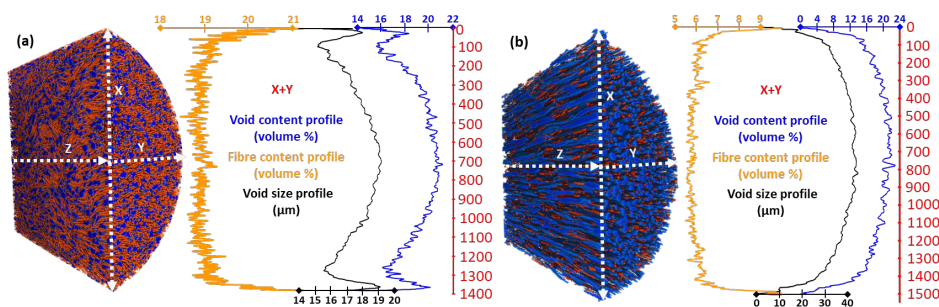 18 19 20 21 14 16 18 20 22
(a)
0
100
200
300
400
500
600
700
800
900
1000
1100
1200
1300
1400
X
Z
Y
X+Y
Void content profile
(volume %)
Fibre content profile
(volume %)
Void size profile
(µm)
14 15 16 17 18 19 20
5 6 7 8 9 0 4 8 12 16 20 24
(b)
0
100
200
300
400
500
600
700
800
900
1000
1100
1200
1300
1400
1500
X
Z
Y
X+Y
Void content profile
(volume %)
Fibre content profile
(volume %)
Void size profile
(µm)
0 10 20 30 40